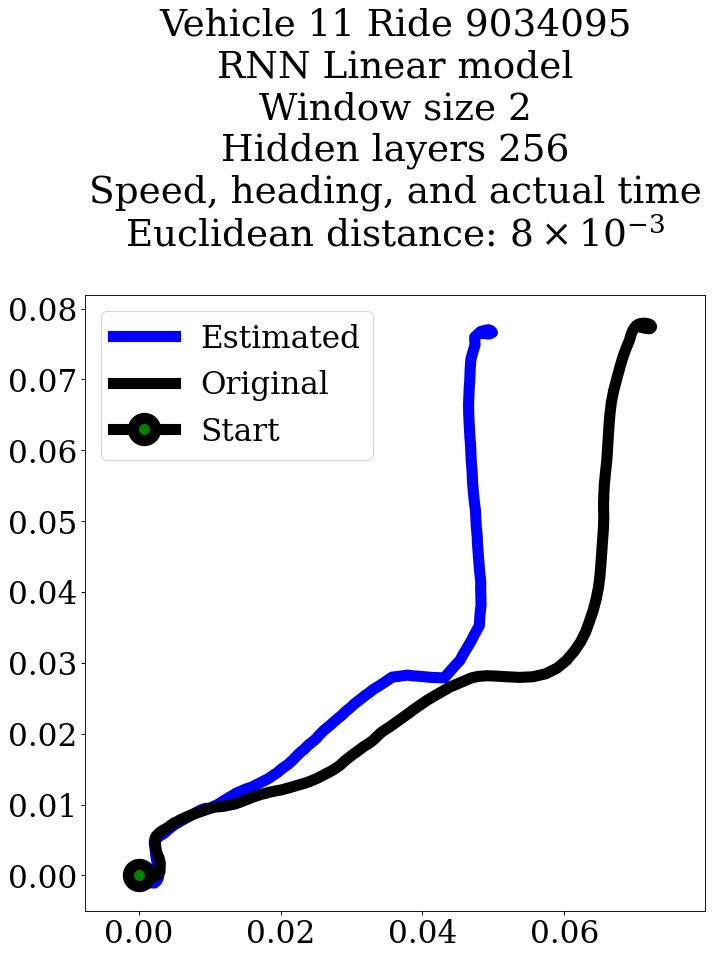 Vehicle 11 Ride 9034095
RNN Linear model
Window size 2
Hidden layers 256
Speed, heading, and actual time
Euclidean distance: 8 × 10⁻³
0.08
0.07
0.06
0.05
0.04
0.03
0.02
0.01
0.00
Estimated
Original
Start
0.00 0.02 0.04 0.06